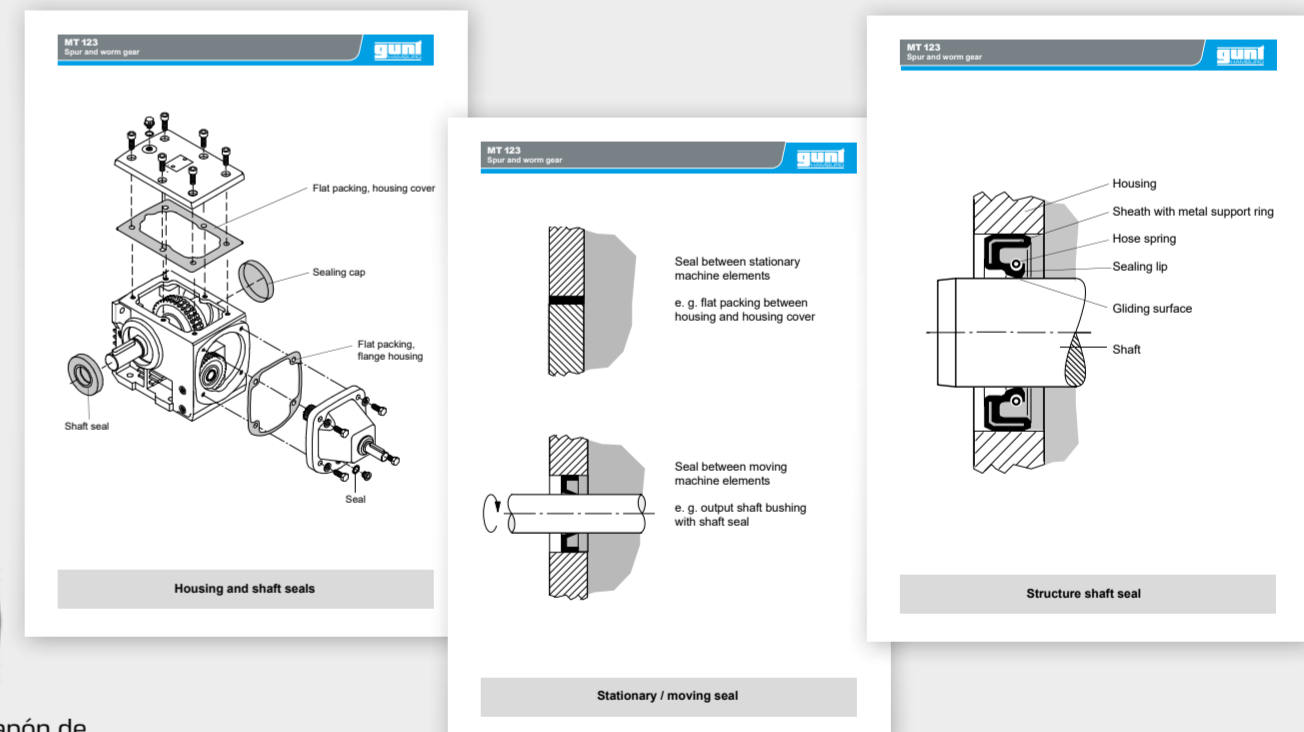 MT 123
Spur and worm gear
gunt
HAMBURG
Flat packing, housing cover
Sealing cap
Flat packing,
flange housing
Shaft seal
Seal
Housing and shaft seals
MT 123
Spur and worm gear
gunt
HAMBURG
Seal between stationary
machine elements
e. g. flat packing between
housing and housing cover
Seal between moving
machine elements
e. g. output shaft bushing
with shaft seal
Stationary / moving seal
MT 123
Spur and worm gear
gunt
HAMBURG
Housing
Sheath with metal support ring
Hose spring
Sealing lip
Gliding surface
Shaft
Structure shaft seal